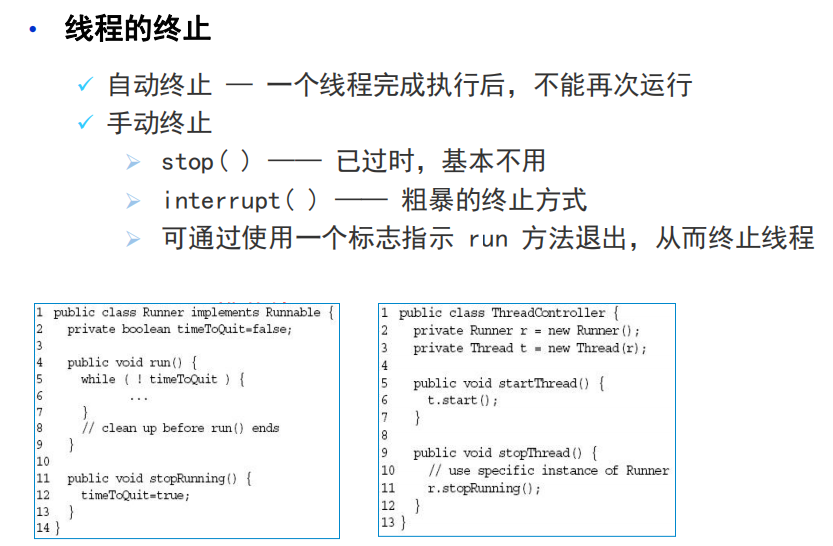 • 线程的终止
✓ 自动终止 — 一个线程完成执行后，不能再次运行
✓ 手动终止
➢ stop( ) —— 已过时，基本不用
➢ interrupt( ) —— 粗暴的终止方式
➢ 可通过使用一个标志指示 run 方法退出，从而终止线程
1 public class Runner implements Runnable {
2   private boolean timeToQuit=false;
3
4   public void run() {
5     while ( ! timeToQuit ) {
6           ...
7     }
8     // clean up before run() ends
9   }
10
11   public void stopRunning() {
12     timeToQuit=true;
13   }
14 }
1 public class ThreadController {
2   private Runner r = new Runner();
3   private Thread t = new Thread(r);
4
5   public void startThread() {
6     t.start();
7   }
8
9   public void stopThread() {
10     // use specific instance of Runner
11     r.stopRunning();
12   }
13 }